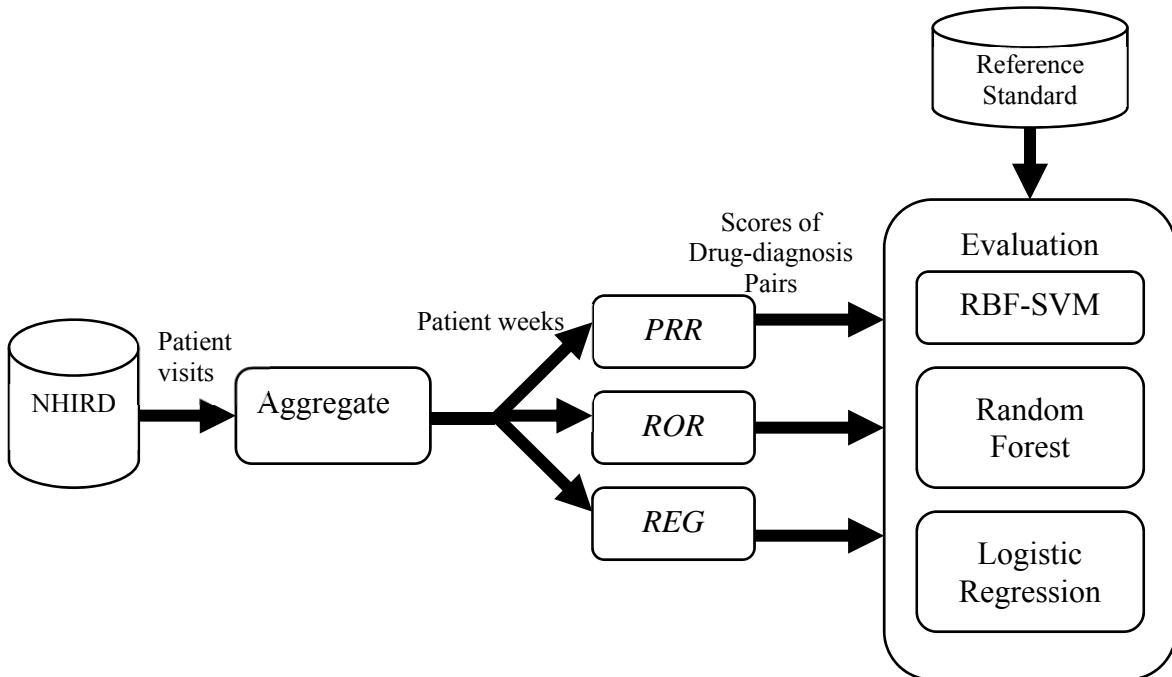 Reference
Standard
Scores of
Drug-diagnosis
Pairs
Evaluation
RBF-SVM
Patient weeks
PRR
Patient
visits
NHIRD
Aggregate
ROR
Random
Forest
REG
Logistic
Regression